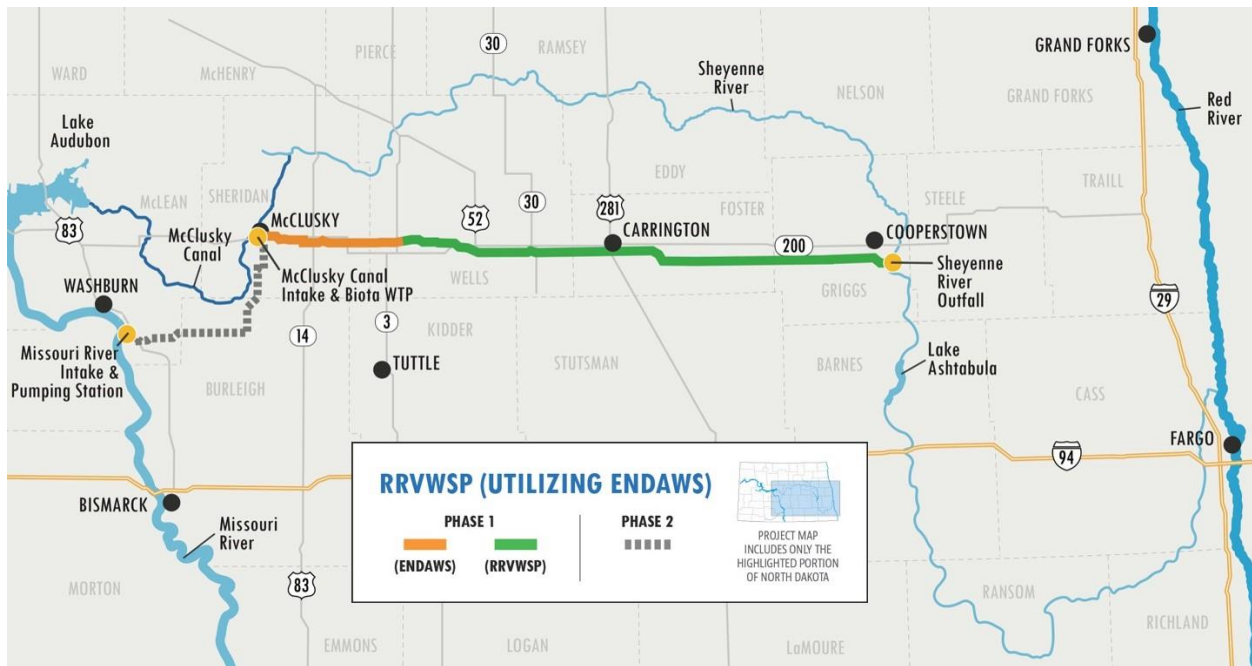 30
PIERCE
RAMSEY
GRAND FORKS
WARD
McHENRY
Sheyenne
River
NELSON
GRAND FORKS
Red
River
Lake
Audubon
EDDY
McLEAN
SHERIDAN
TRAILL
STEELE
83
McCLUSKY
52
30
281
FOSTER
CARRINGTON
200
COOPERSTOWN
McClusky
Canal
McClusky Canal
Intake & Biota WTP
WELLS
Sheyenne
River
Outfall
WASHBURN
GRIGGS
29
14
3
KIDDER
Missouri River
Intake &
Pumping Station
TUTTLE
STUTSMAN
BARNES
Lake
Ashtabula
BURLEIGH
CASS
FARGO
94
BISMARCK
Missouri
River
RRVWSP (UTILIZING ENDAWS)
PHASE 1
PHASE 2
(ENDAWS)
(RRVWSP)
PROJECT MAP
INCLUDES ONLY THE
HIGHLIGHTED PORTION
OF NORTH DAKOTA
MORTON
83
RANSOM
RICHLAND
EMMONS
LOGAN
LaMOURE